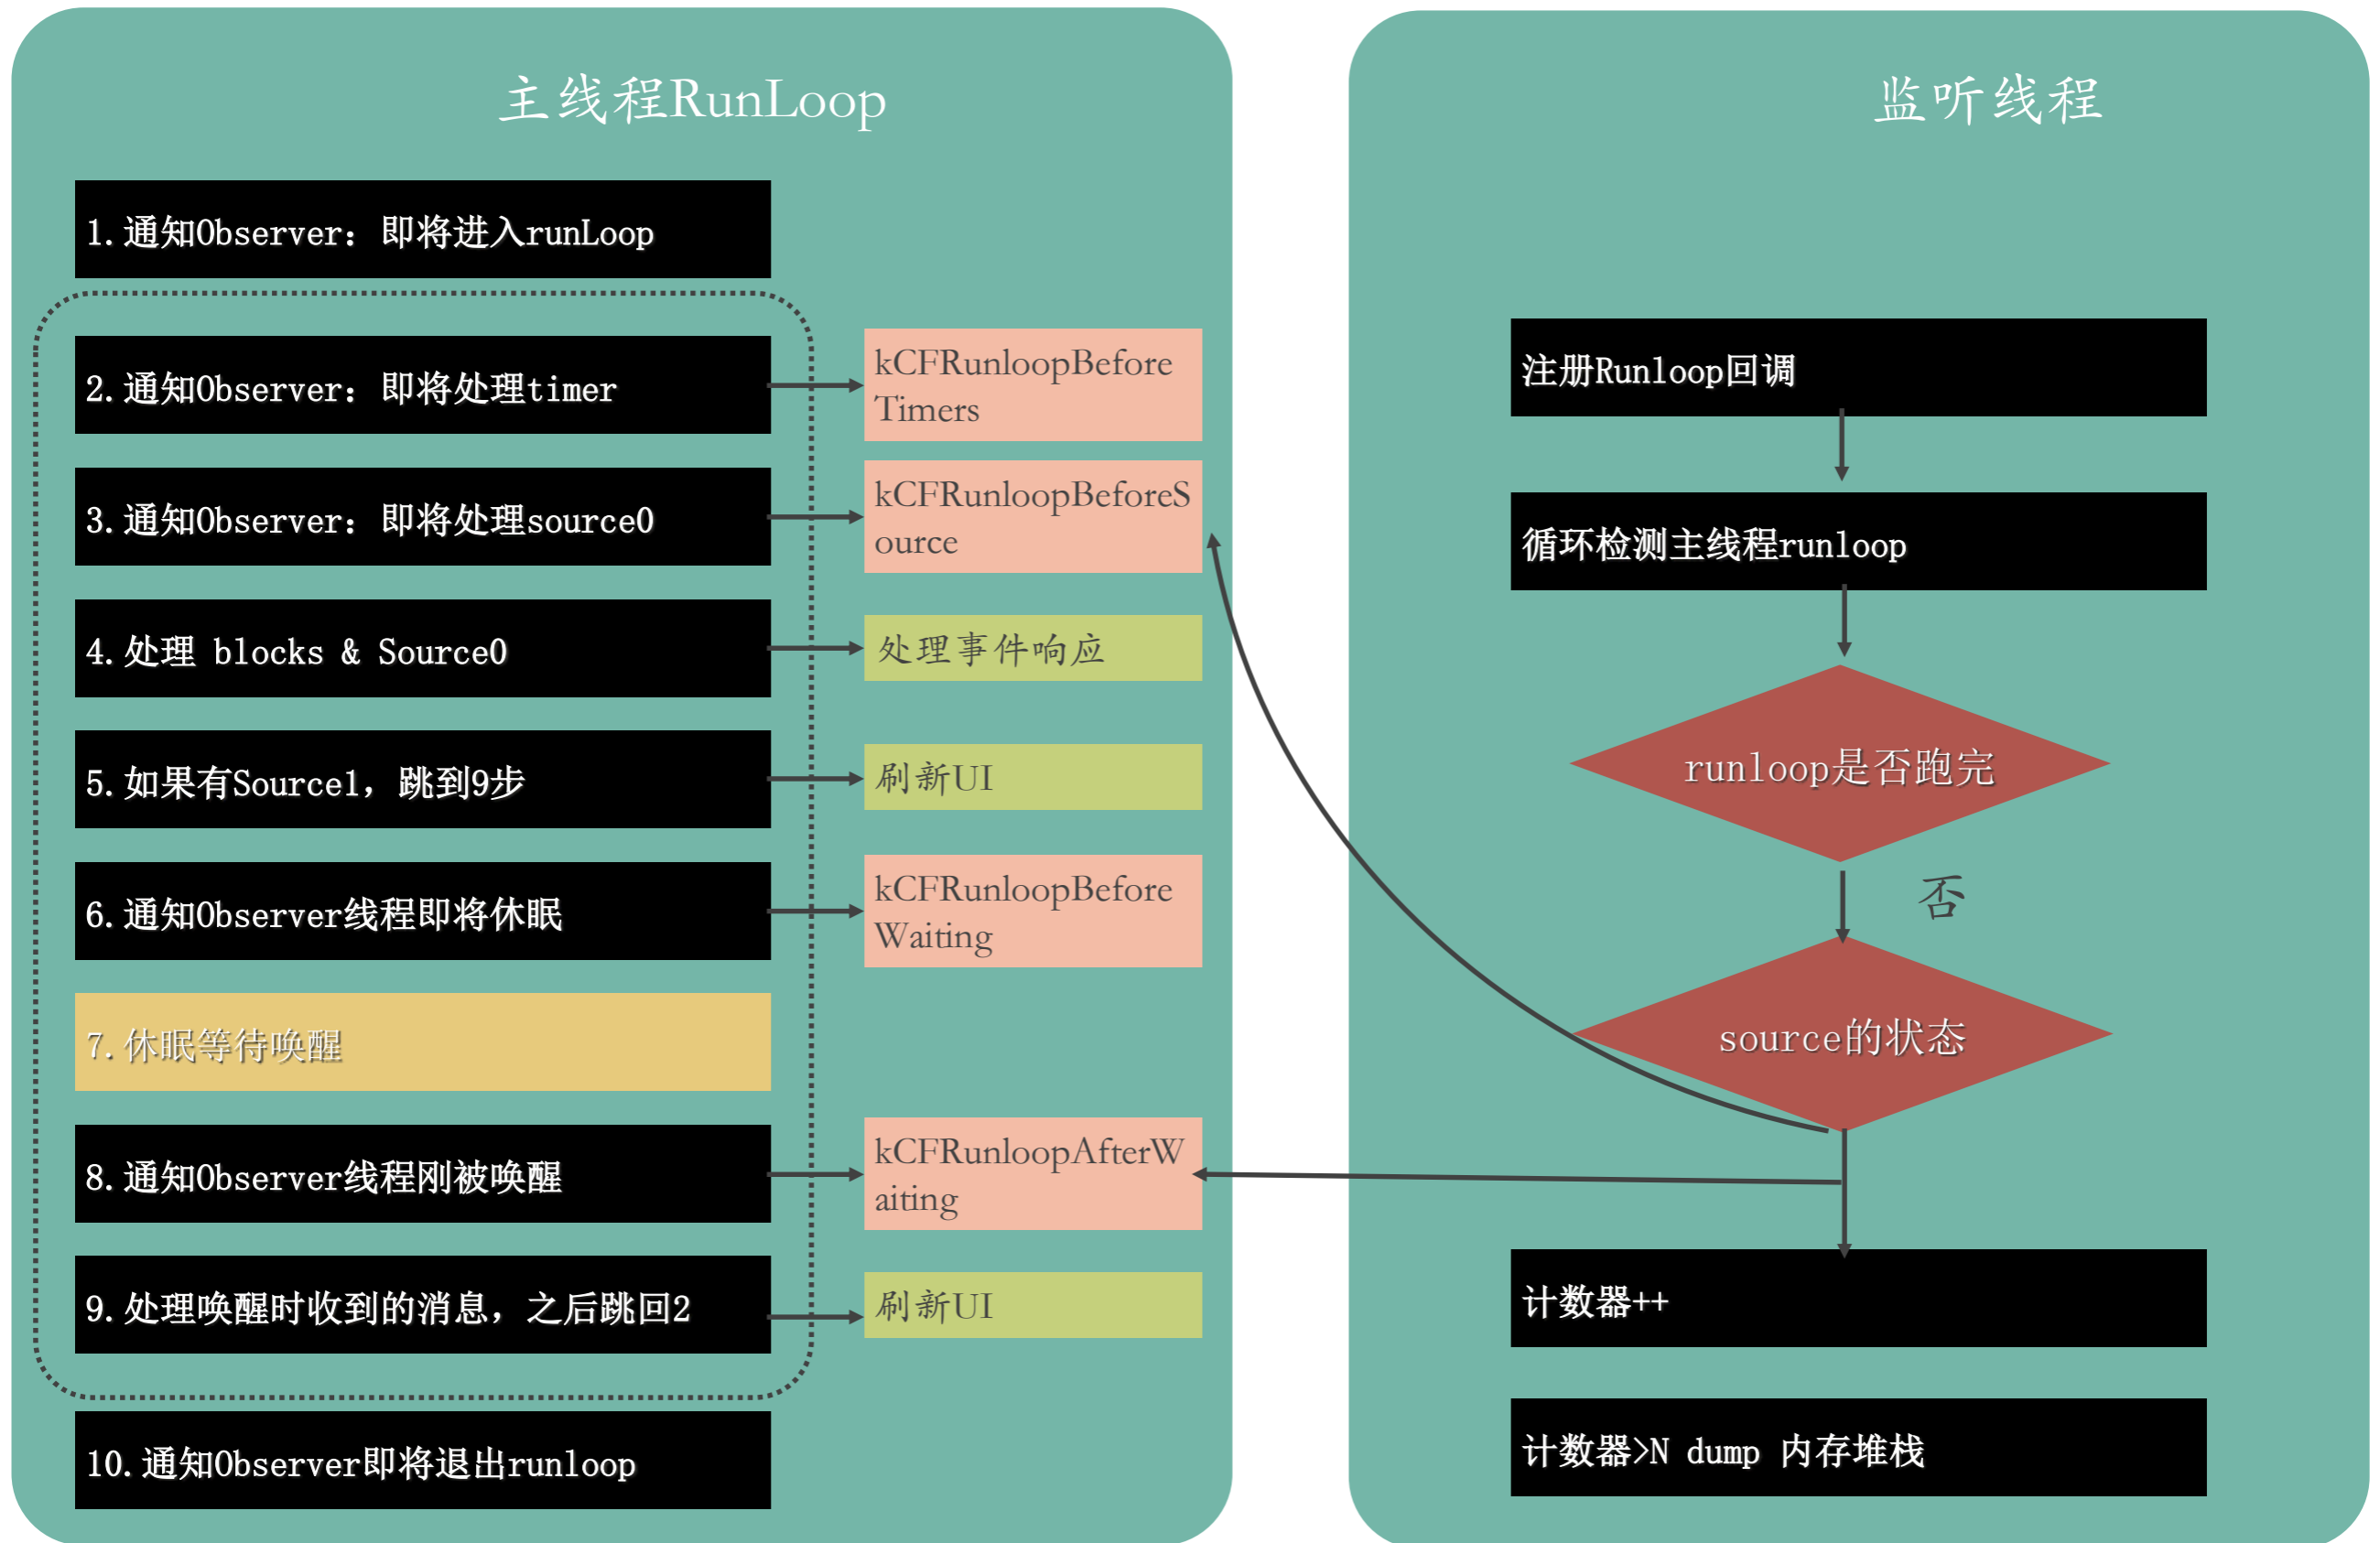 主线程RunLoop
1.通知Observer：即将进入runLoop
2.通知Observer：即将处理timer
kCFRunloopBefore
Timers
3.通知Observer：即将处理source0
kCFRunloopBeforeS
ource
4.处理 blocks & Source0
处理事件响应
5.如果有Source1，跳到9步
刷新UI
6.通知Observer线程即将休眠
kCFRunloopBefore
Waiting
7.休眠等待唤醒
8.通知Observer线程刚被唤醒
kCFRunloopAfterW
aiting
9.处理唤醒时收到的消息，之后跳回2
刷新UI
10.通知Observer即将退出runloop
监听线程
注册Runloop回调
循环检测主线程runloop
runloop是否跑完
否
source的状态
计数器++
计数器>N dump 内存堆栈